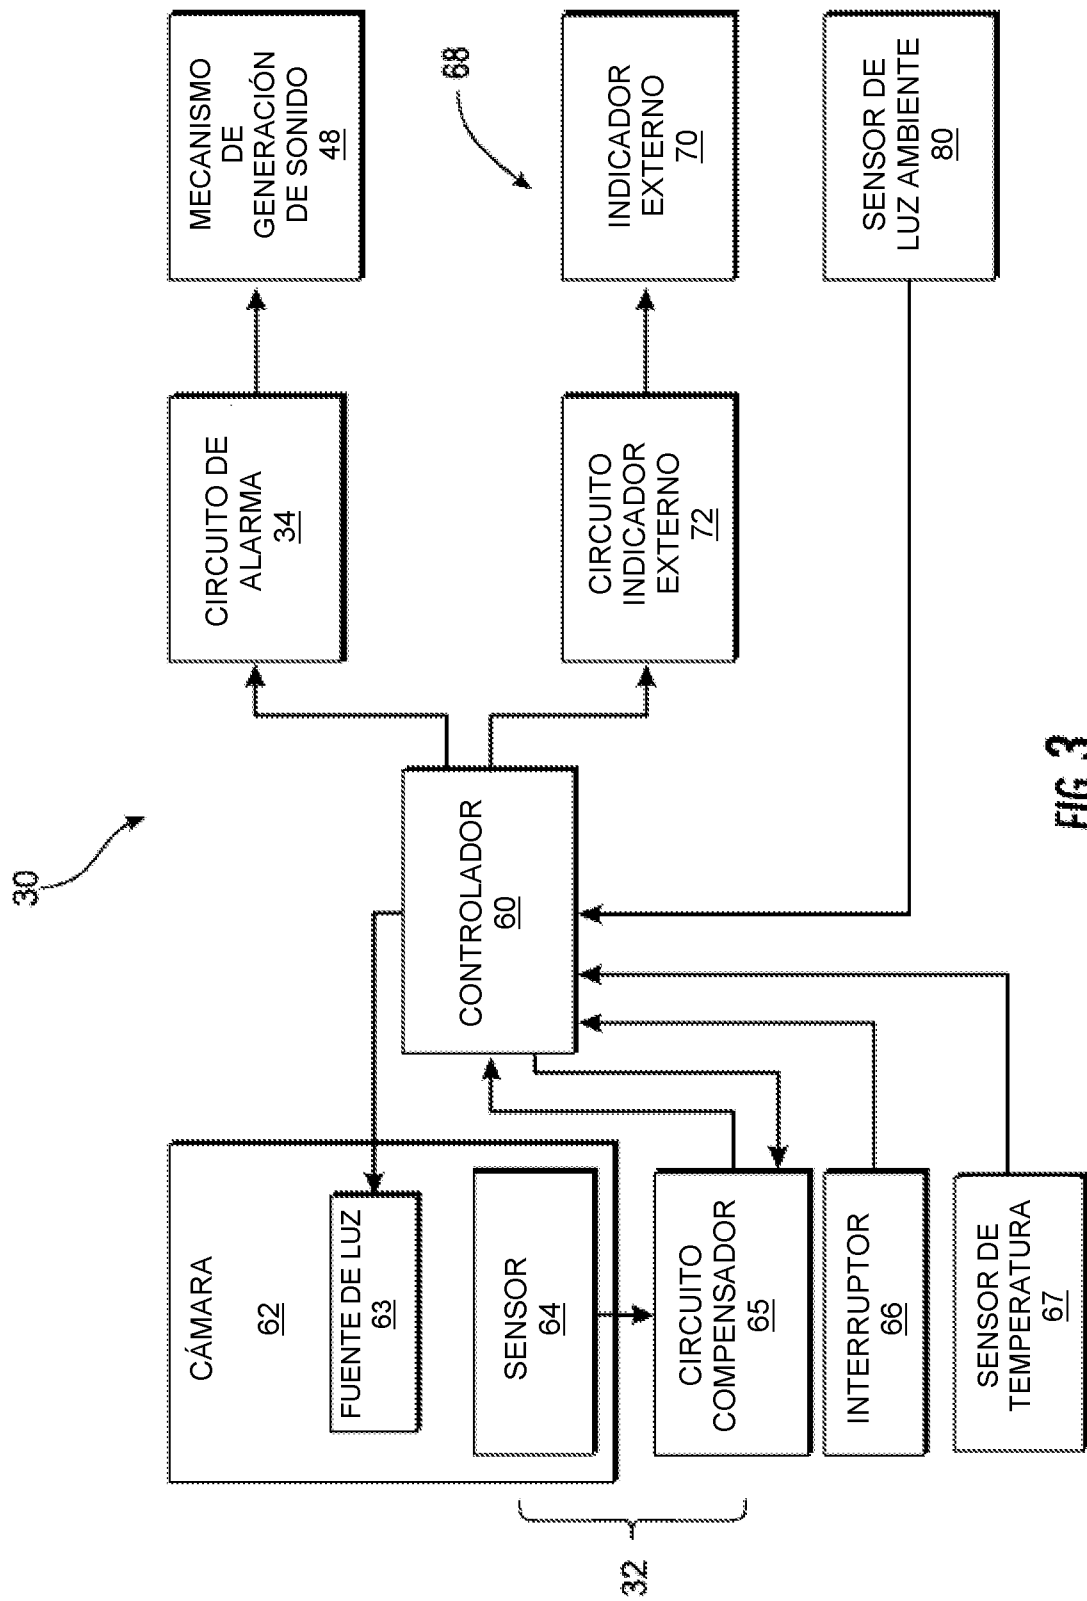 30
CÁMARA
62
FUENTE DE LUZ
63
SENSOR
64
32
CIRCUITO
COMPENSADOR
65
INTERRUPTOR
66
SENSOR DE
TEMPERATURA
67
CONTROLADOR
60
CIRCUITO DE
ALARMA
34
MECANISMO
DE
GENERACIÓN
DE SONIDO
48
68
CIRCUITO
INDICADOR
EXTERNO
72
INDICADOR
EXTERNO
70
SENSOR DE
LUZ AMBIENTE
80
FIG. 3